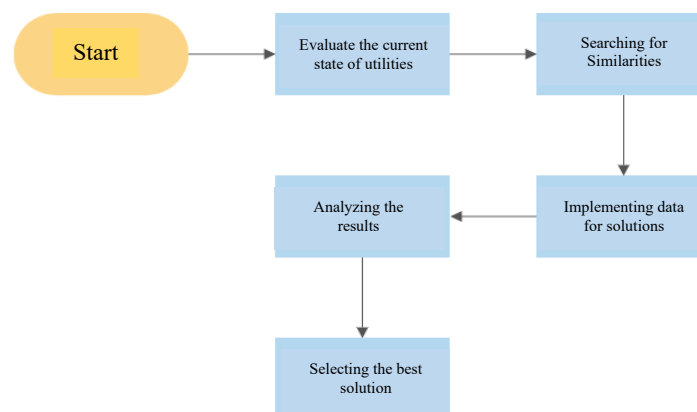 Start
Evaluate the current
state of utilities
Searching for
Similarities
Implementing data
for solutions
Analyzing the
results
Selecting the best
solution